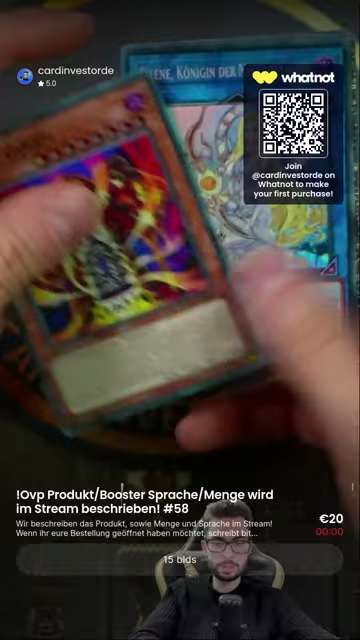 cardinvestorde
★ 5.0
KÖNIGIN DER
whatnot
Join
@cardinvestorde on
Whatnot to make
your first purchase!
!Ovp Produkt/Booster Sprache/Menge wird
im Stream beschrieben! #58
€20
Wir beschreiben das Produkt, sowie Menge und Sprache im Stream!
Wenn ihr eure Bestellung geöffnet haben möchtet, schreibt bit...
00:00
15 bids